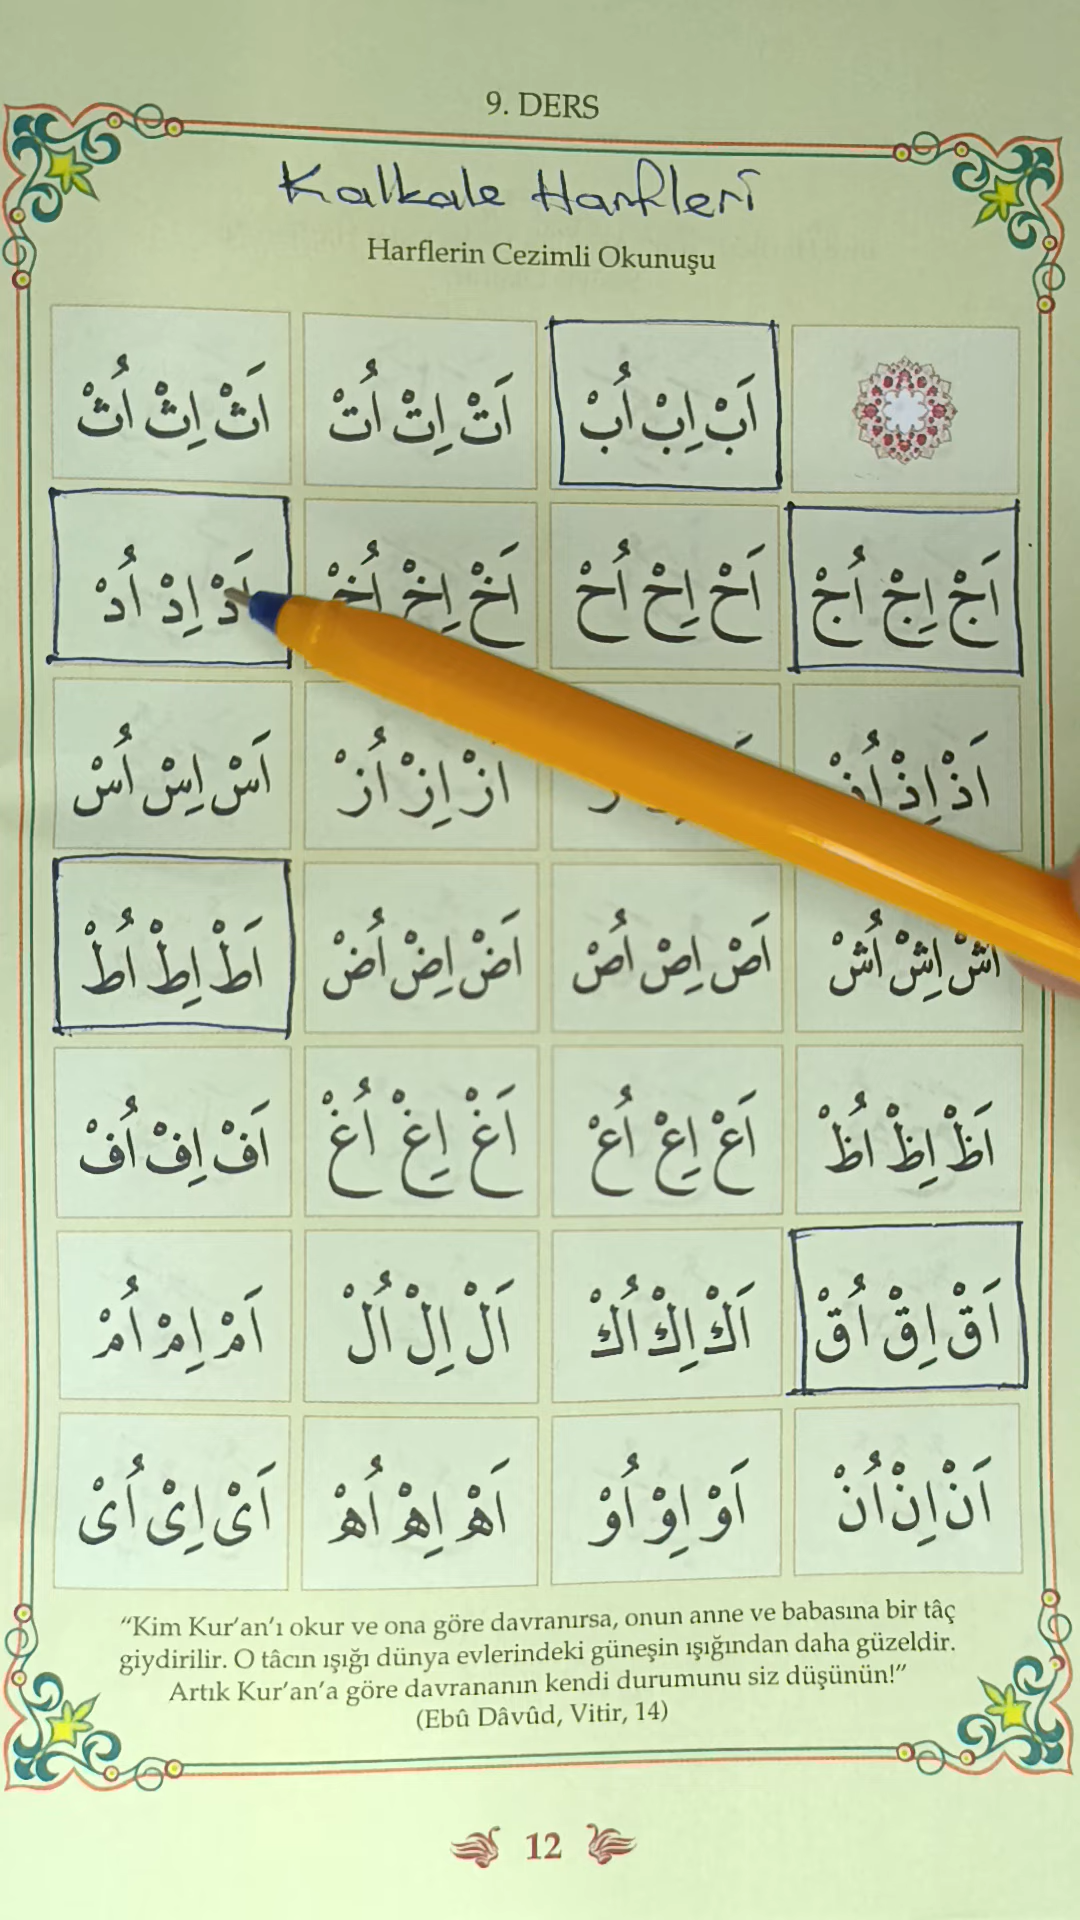 9. DERS
Kalkale Harfleri
Harflerin Cezimli Okunuşu
اَبْ اِبْ اُبْ اَتْ اِتْ اُتْ اَثْ اِثْ اُثْ
اَجْ اِجْ اُجْ اَحْ اِحْ اُحْ اَخْ اِخْ اُخْ اَدْ اِدْ اُدْ
اَذْ اِذْ اُذْ اَزْ اِزْ اُزْ اَسْ اِسْ اُسْ
اَشْ اِشْ اُشْ اَصْ اِصْ اُصْ اَضْ اِضْ اُضْ اَطْ اِطْ اُطْ
اَظْ اِظْ اُظْ اَعْ اِعْ اُعْ اَغْ اِغْ اُغْ اَفْ اِفْ اُفْ
اَقْ اِقْ اُقْ اَكْ اِكْ اُكْ اَلْ اِلْ اُلْ اَمْ اِمْ اُمْ
اَنْ اِنْ اُنْ اَوْ اِوْ اُوْ اَهْ اِهْ اُهْ اَىْ اِىْ اُىْ
“Kim Kur’an’ı okur ve ona göre davranırsa, onun anne ve babasına bir tâç
giydirilir. O tâcın ışığı dünya evlerindeki güneşin ışığından daha güzeldir.
Artık Kur’an’a göre davrananın kendi durumunu siz düşünün!”
(Ebû Dâvûd, Vitir, 14)
12